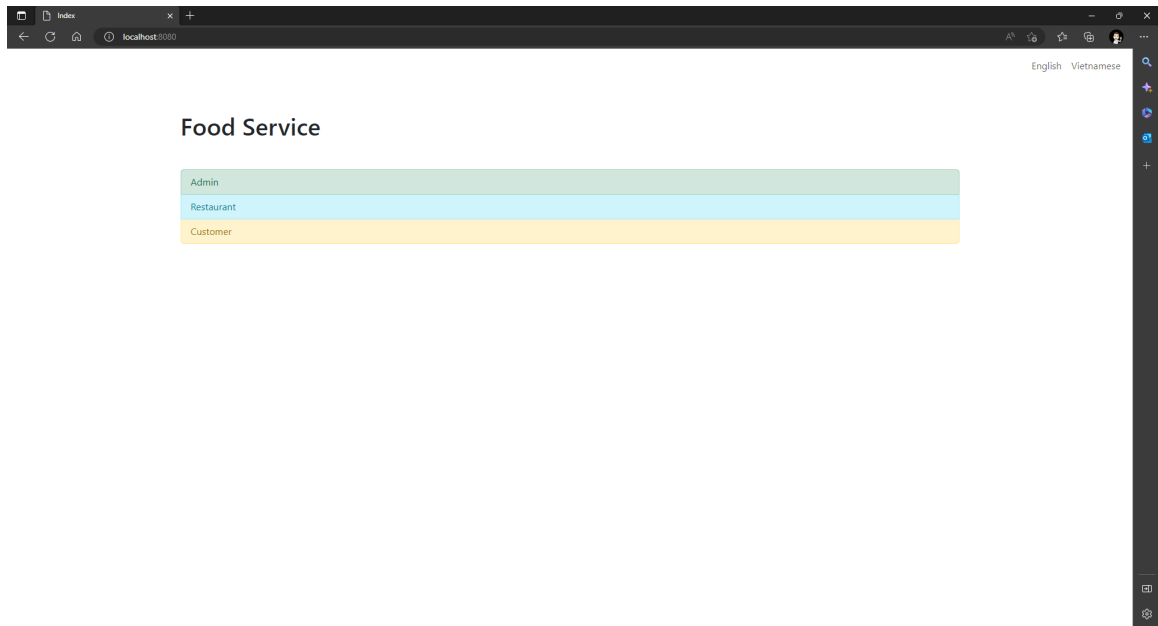 Index
localhost:8080
English Vietnamese
Food Service
Admin
Restaurant
Customer